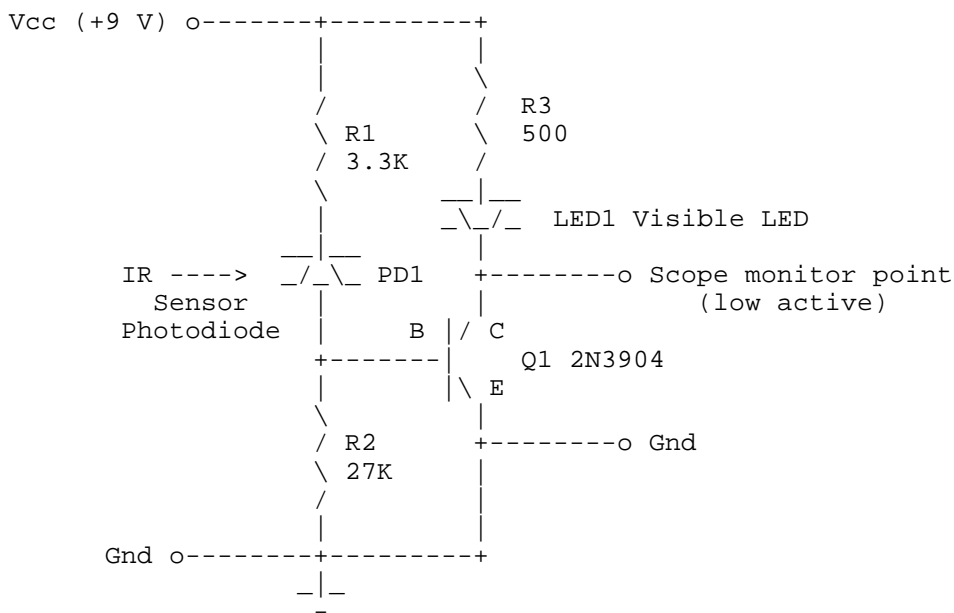 Vcc (+9 V) o-------+---------+
R3
R1 500
3.3K
LED1 Visible LED
IR ----> PD1 +--------o Scope monitor point
Sensor (low active)
Photodiode B C
+-------| Q1 2N3904
E
R2 +--------o Gnd
27K
Gnd o--------+---------+